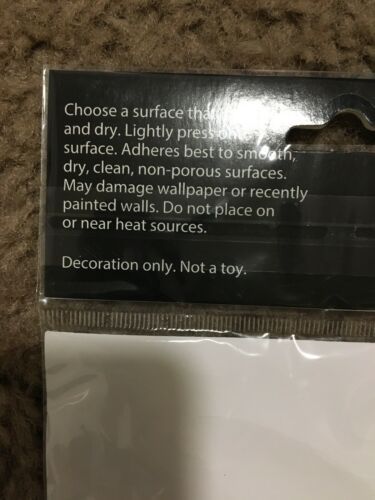 Choose a surface that
and dry. Lightly press
surface. Adheres best to smooth,
dry, clean, non-porous surfaces.
May damage wallpaper or recently
painted walls. Do not place on
or near heat sources.
Decoration only. Not a toy.